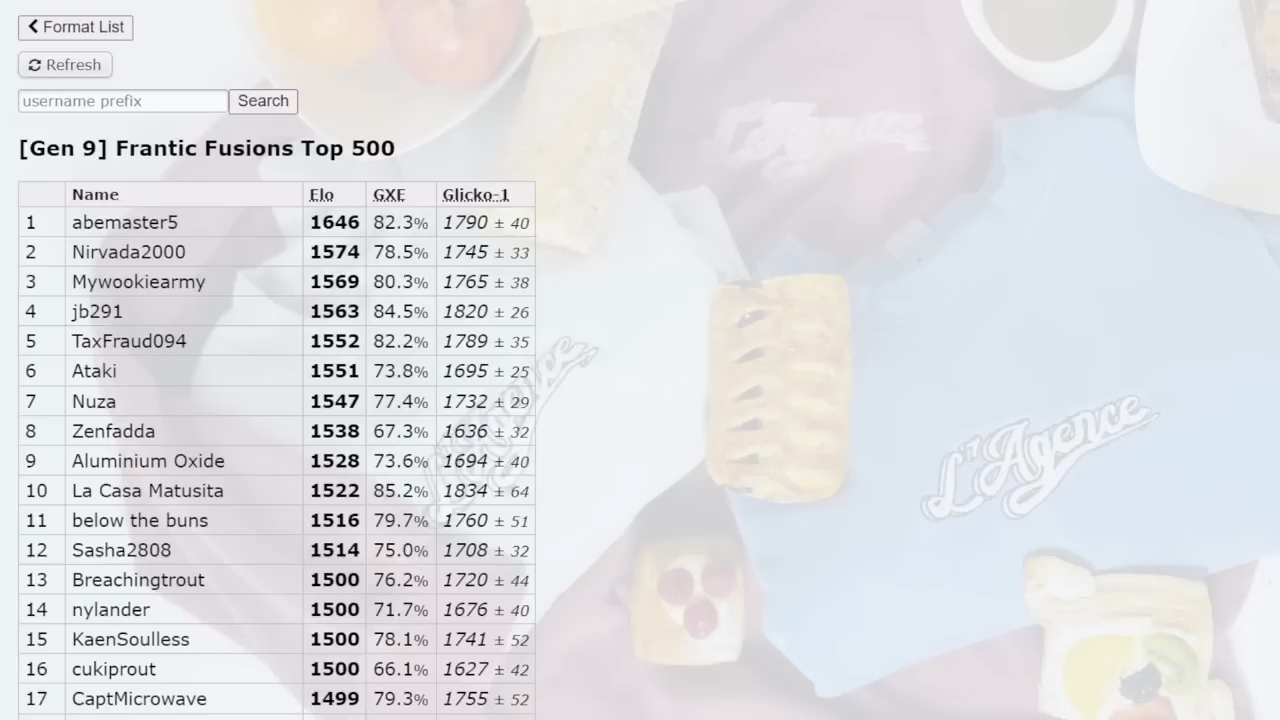 Format List
Refresh
username prefix Search
[Gen 9] Frantic Fusions Top 500
Name Elo GXE Glicko-1
1 abemaster5 1646 82.3% 1790 ± 40
2 Nirvada2000 1574 78.5% 1745 ± 33
3 Mywookiearmy 1569 80.3% 1765 ± 38
4 jb291 1563 84.5% 1820 ± 26
5 TaxFraud094 1552 82.2% 1789 ± 35
6 Ataki 1551 73.8% 1695 ± 25
7 Nuza 1547 77.4% 1732 ± 29
8 Zenfadda 1538 67.3% 1636 ± 32
9 Aluminium Oxide 1528 73.6% 1694 ± 40
10 La Casa Matusita 1522 85.2% 1834 ± 64
11 below the buns 1516 79.7% 1760 ± 51
12 Sasha2808 1514 75.0% 1708 ± 32
13 Breachingtrout 1500 76.2% 1720 ± 44
14 nylander 1500 71.7% 1676 ± 40
15 KaenSoulless 1500 78.1% 1741 ± 52
16 cukiprout 1500 66.1% 1627 ± 42
17 CaptMicrowave 1499 79.3% 1755 ± 52
L'Agence
L'Agence
L'Agence